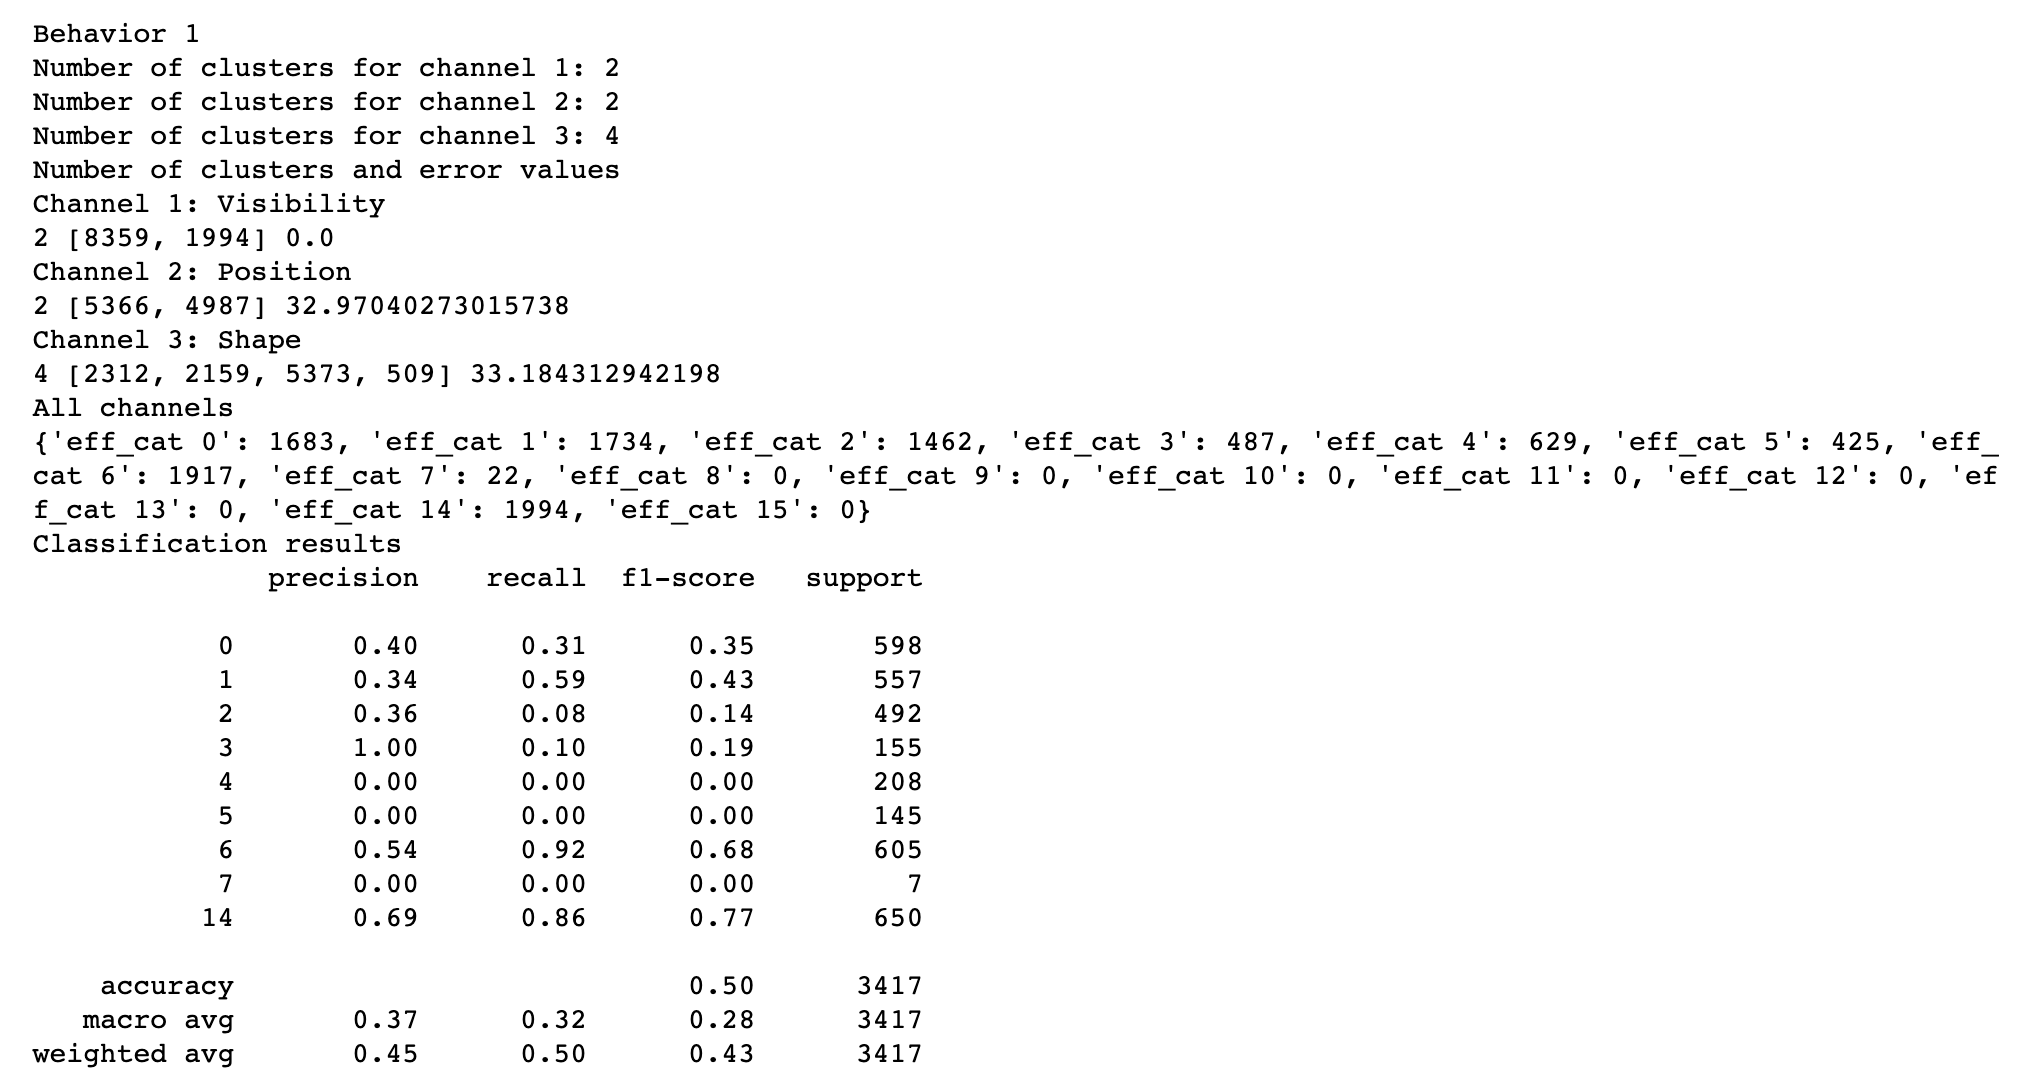 Behavior 1
Number of clusters for channel 1: 2
Number of clusters for channel 2: 2
Number of clusters for channel 3: 4
Number of clusters and error values
Channel 1: Visibility
2 [8359, 1994] 0.0
Channel 2: Position
2 [5366, 4987] 32.97040273015738
Channel 3: Shape
4 [2312, 2159, 5373, 509] 33.184312942198
All channels
{'eff_cat 0': 1683, 'eff_cat 1': 1734, 'eff_cat 2': 1462, 'eff_cat 3': 487, 'eff_cat 4': 629, 'eff_cat 5': 425, 'eff_
cat 6': 1917, 'eff_cat 7': 22, 'eff_cat 8': 0, 'eff_cat 9': 0, 'eff_cat 10': 0, 'eff_cat 11': 0, 'eff_cat 12': 0, 'ef
f_cat 13': 0, 'eff_cat 14': 1994, 'eff_cat 15': 0}
Classification results
precision recall f1-score support
0 0.40 0.31 0.35 598
1 0.34 0.59 0.43 557
2 0.36 0.08 0.14 492
3 1.00 0.10 0.19 155
4 0.00 0.00 0.00 208
5 0.00 0.00 0.00 145
6 0.54 0.92 0.68 605
7 0.00 0.00 0.00 7
14 0.69 0.86 0.77 650
accuracy 0.50 3417
macro avg 0.37 0.32 0.28 3417
weighted avg 0.45 0.50 0.43 3417